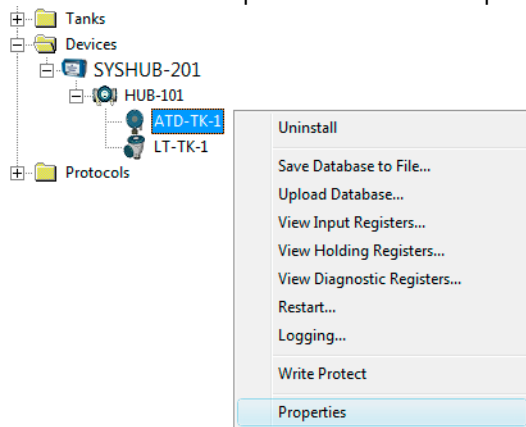 Tanks
Devices
SYSHUB-201
HUB-101
ATD-TK-1
LT-TK-1
Protocols
Uninstall
Save Database to File...
Upload Database...
View Input Registers...
View Holding Registers...
View Diagnostic Registers...
Restart...
Logging...
Write Protect
Properties